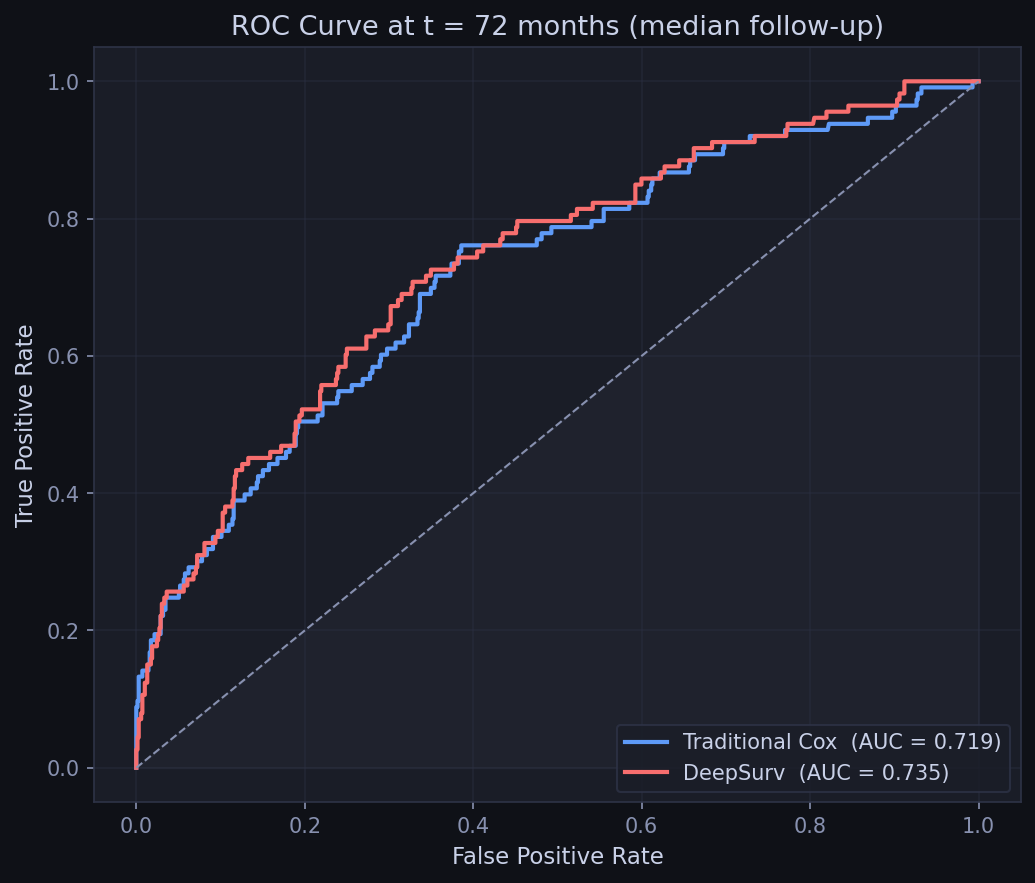 ROC Curve at t = 72 months (median follow-up)
True Positive Rate
1.0
0.8
0.6
0.4
0.2
0.0
Traditional Cox (AUC = 0.719)
DeepSurv (AUC = 0.735)
0.0 0.2 0.4 0.6 0.8 1.0
False Positive Rate